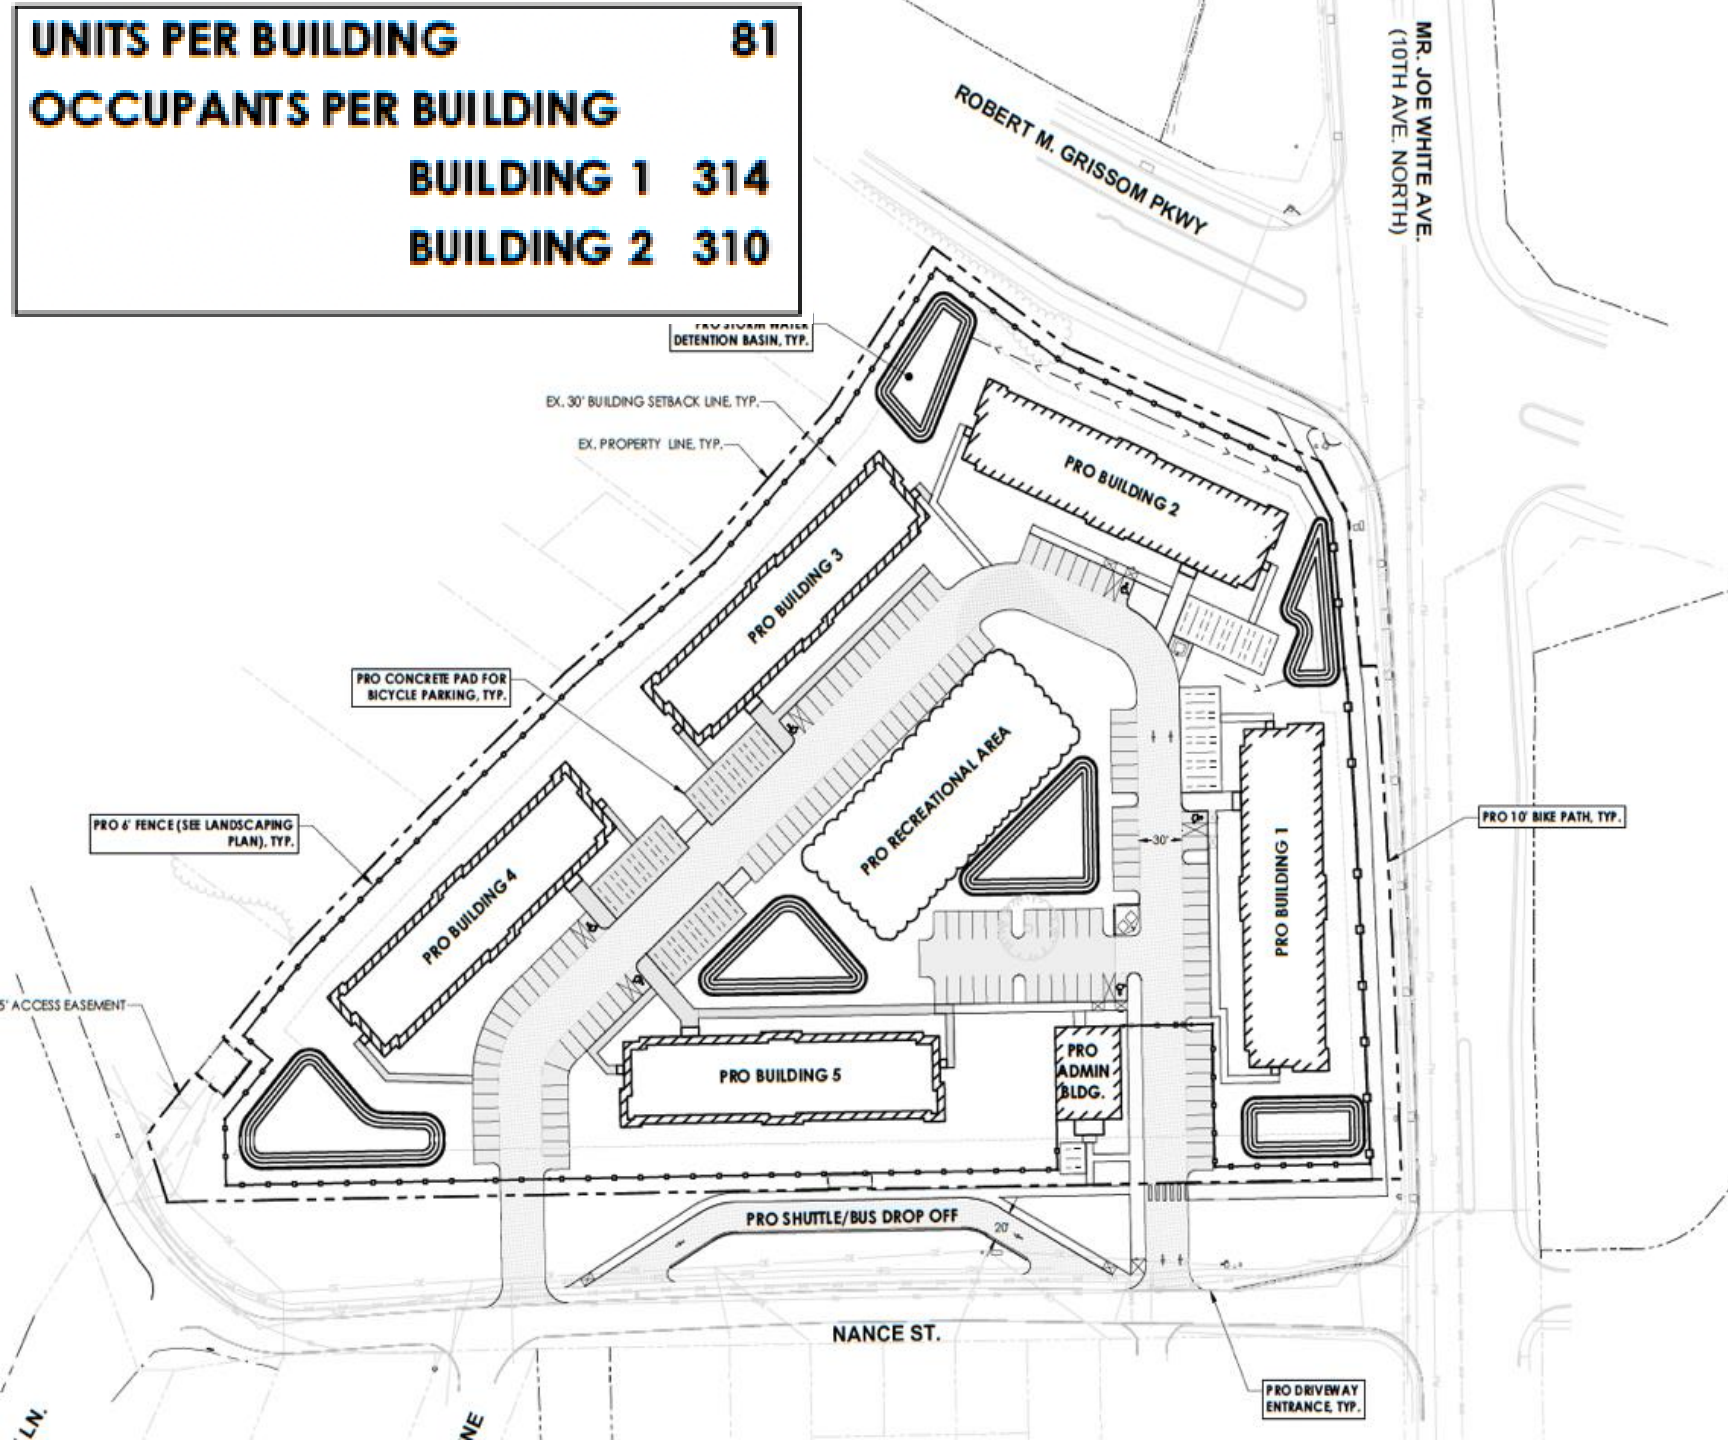 UNITS PER BUILDING 81
OCCUPANTS PER BUILDING
BUILDING 1 314
BUILDING 2 310
MR. JOE WHITE AVE.
(10TH AVE. NORTH)
ROBERT M. GRISSOM PKWY
PRO STORM WATER
DETENTION BASIN, TYP.
EX. 30' BUILDING SETBACK LINE, TYP.
EX. PROPERTY LINE, TYP.
PRO BUILDING 2
PRO BUILDING 3
PRO CONCRETE PAD FOR
BICYCLE PARKING, TYP.
PRO RECREATIONAL AREA
PRO 6' FENCE (SEE LANDSCAPING
PLAN), TYP.
PRO 10' BIKE PATH, TYP.
30'
PRO BUILDING 1
PRO BUILDING 4
5' ACCESS EASEMENT
PRO BUILDING 5
PRO
ADMIN
BLDG.
PRO SHUTTLE/BUS DROP OFF
20'
NANCE ST.
PRO DRIVEWAY
ENTRANCE, TYP.
LN.
NE